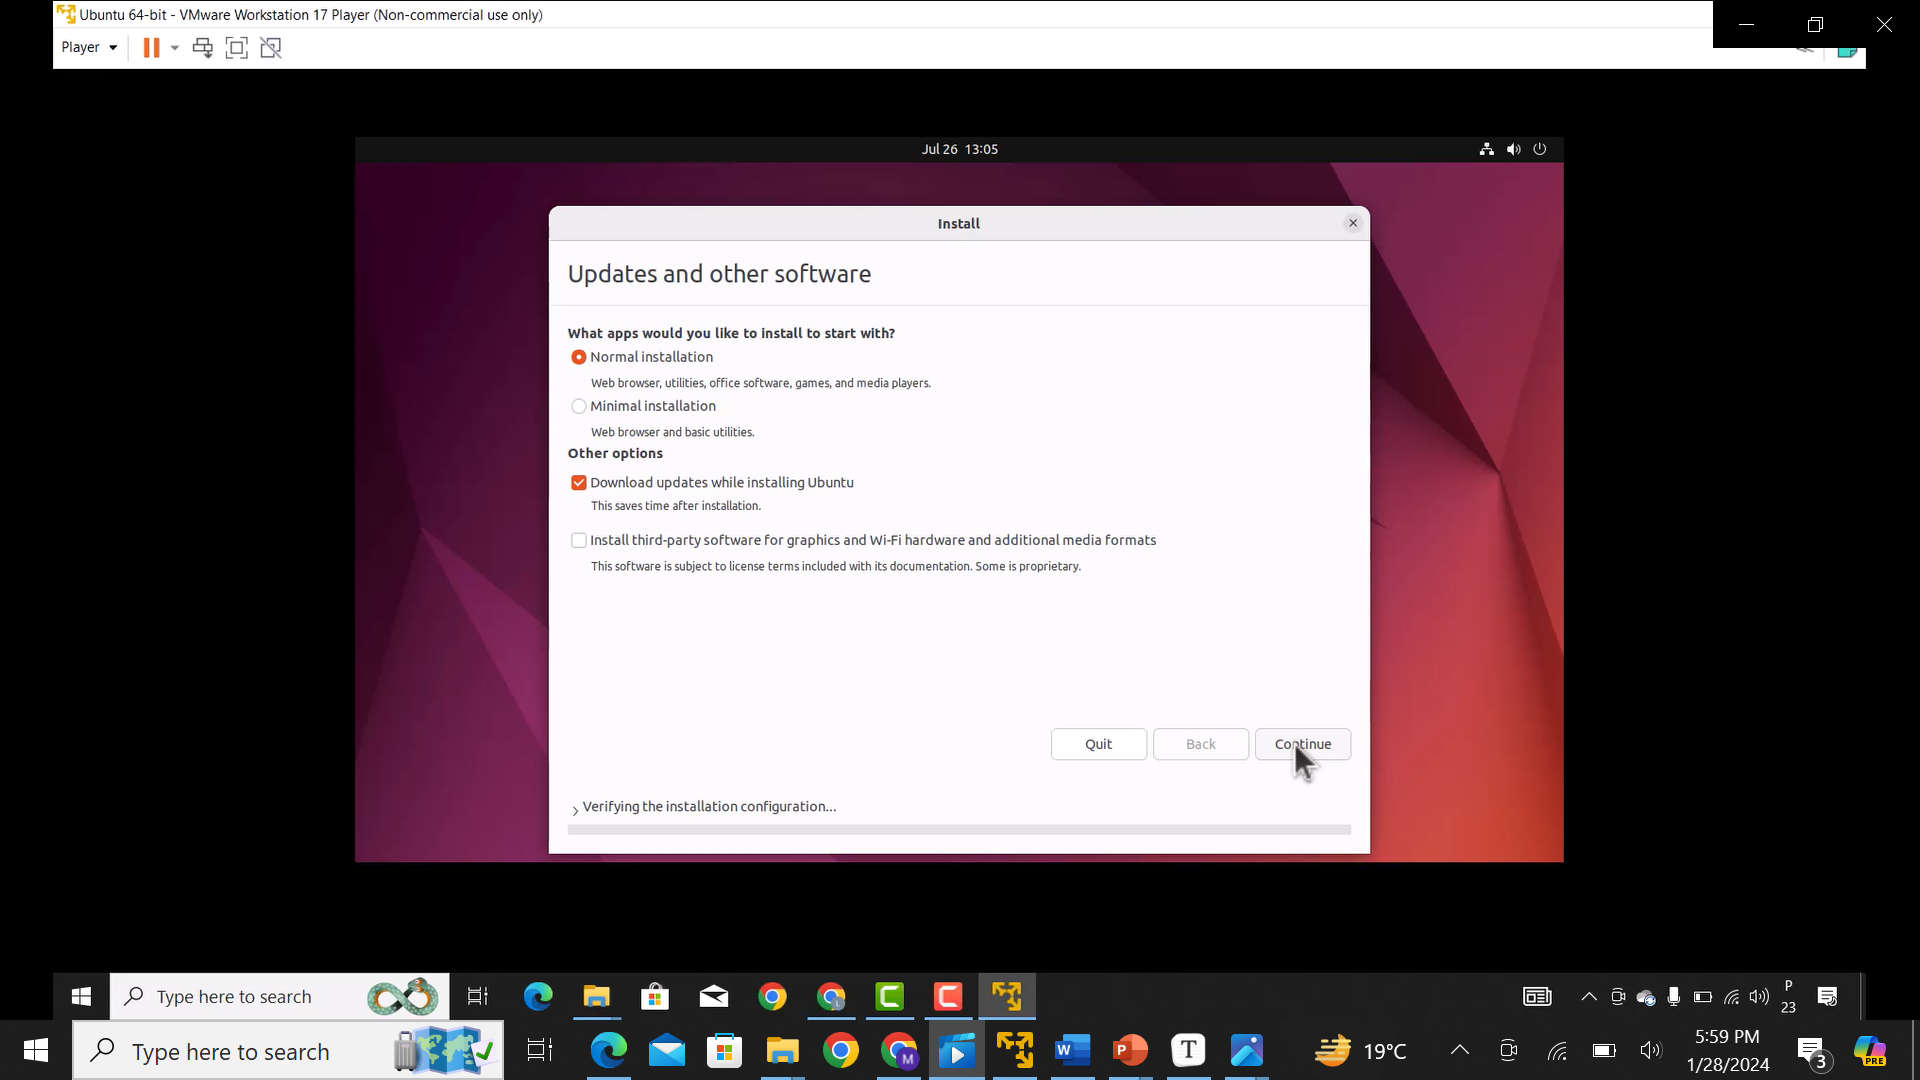 Ubuntu 64-bit - VMware Workstation 17 Player (Non-commercial use only)
Player
Jul 26 13:05
Install
Updates and other software
What apps would you like to install to start with?
Normal installation
Web browser, utilities, office software, games, and media players.
Minimal installation
Web browser and basic utilities.
Other options
Download updates while installing Ubuntu
This saves time after installation.
Install third-party software for graphics and Wi-Fi hardware and additional media formats
This software is subject to license terms included with its documentation. Some is proprietary.
Quit Back Continue
Verifying the installation configuration...
Type here to search
L
P
23
Type here to search
M
W
P
T
19°C
5:59 PM
1/28/2024
3
PRE